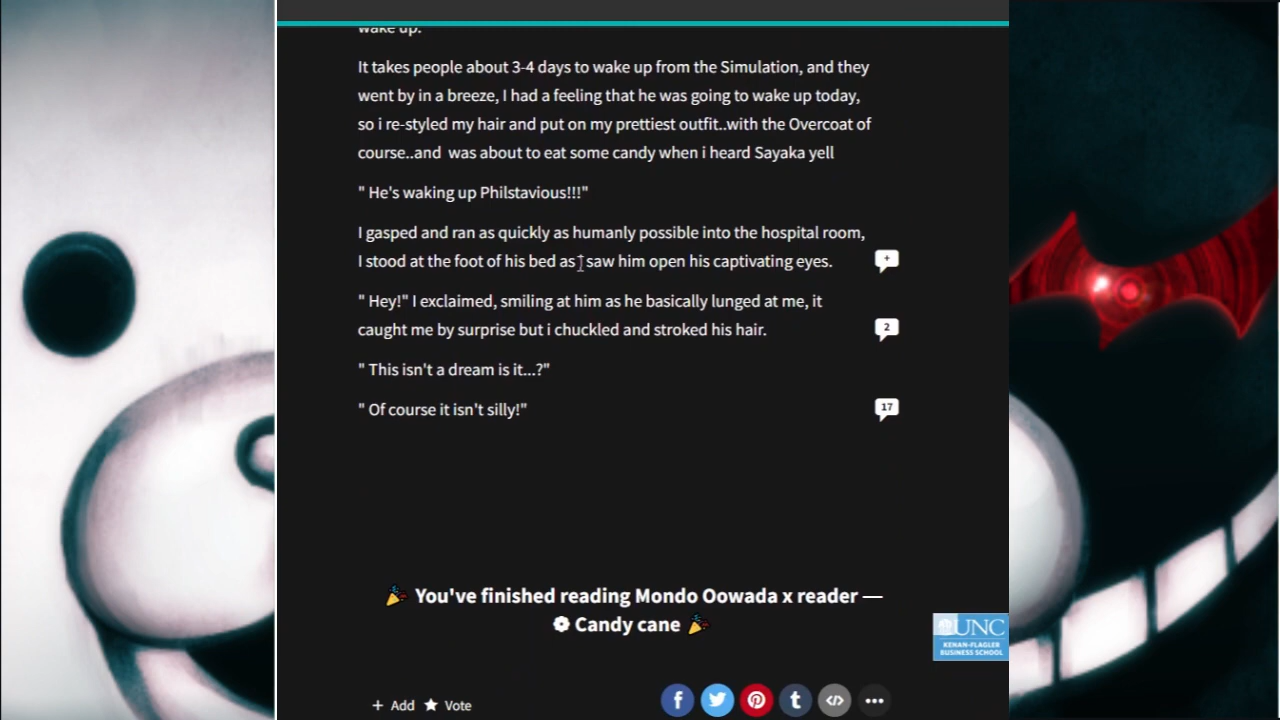 wake up.
It takes people about 3-4 days to wake up from the Simulation, and they
went by in a breeze, I had a feeling that he was going to wake up today,
so i re-styled my hair and put on my prettiest outfit..with the Overcoat of
course..and  was about to eat some candy when i heard Sayaka yell
" He's waking up Philstavious!!!"
I gasped and ran as quickly as humanly possible into the hospital room,
I stood at the foot of his bed as i saw him open his captivating eyes.
+
" Hey!" I exclaimed, smiling at him as he basically lunged at me, it
caught me by surprise but i chuckled and stroked his hair.
2
" This isn't a dream is it...?"
" Of course it isn't silly!"
17
🎉 You've finished reading Mondo Oowada x reader —
❁ Candy cane 🎉
UNC
KENAN-FLAGLER
BUSINESS SCHOOL
+ Add ★ Vote